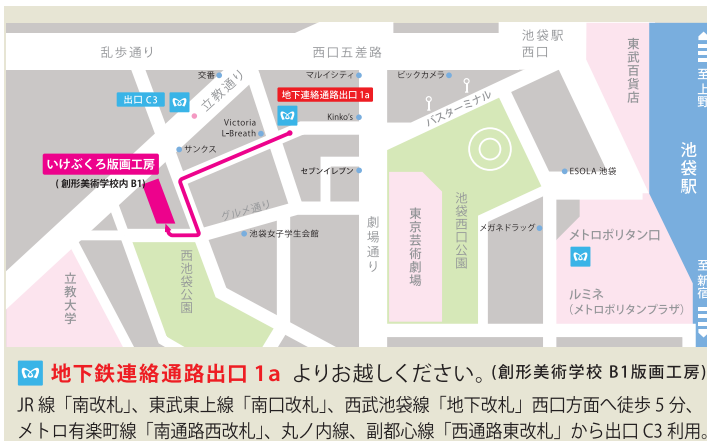 乱歩通り
西口五差路
池袋駅
西口
東武百貨店
至上野
交番
立教通り
マルイシティ
ビックカメラ
出口 C3
地下連絡通路出口 1a
バスターミナル
Victoria
L-Breath
Kinko's
サンクス
いけぶくろ版画工房
( 創形美術学校内 B1)
セブンイレブン
ESOLA 池袋
池袋駅
グルメ通り
池袋女子学生会館
劇場通り
東京芸術劇場
池袋西口公園
メガネドラッグ
メトロポリタン口
立教大学
西池袋公園
至新宿
ルミネ
（メトロポリタンプラザ）
地下鉄連絡通路出口 1a よりお越しください。(創形美術学校 B1版画工房)
JR 線「南改札」、東武東上線「南口改札」、西武池袋線「地下改札」西口方面へ徒歩 5 分、
メトロ有楽町線「南通路西改札」、丸ノ内線、副都心線「西通路東改札」から出口 C3 利用。